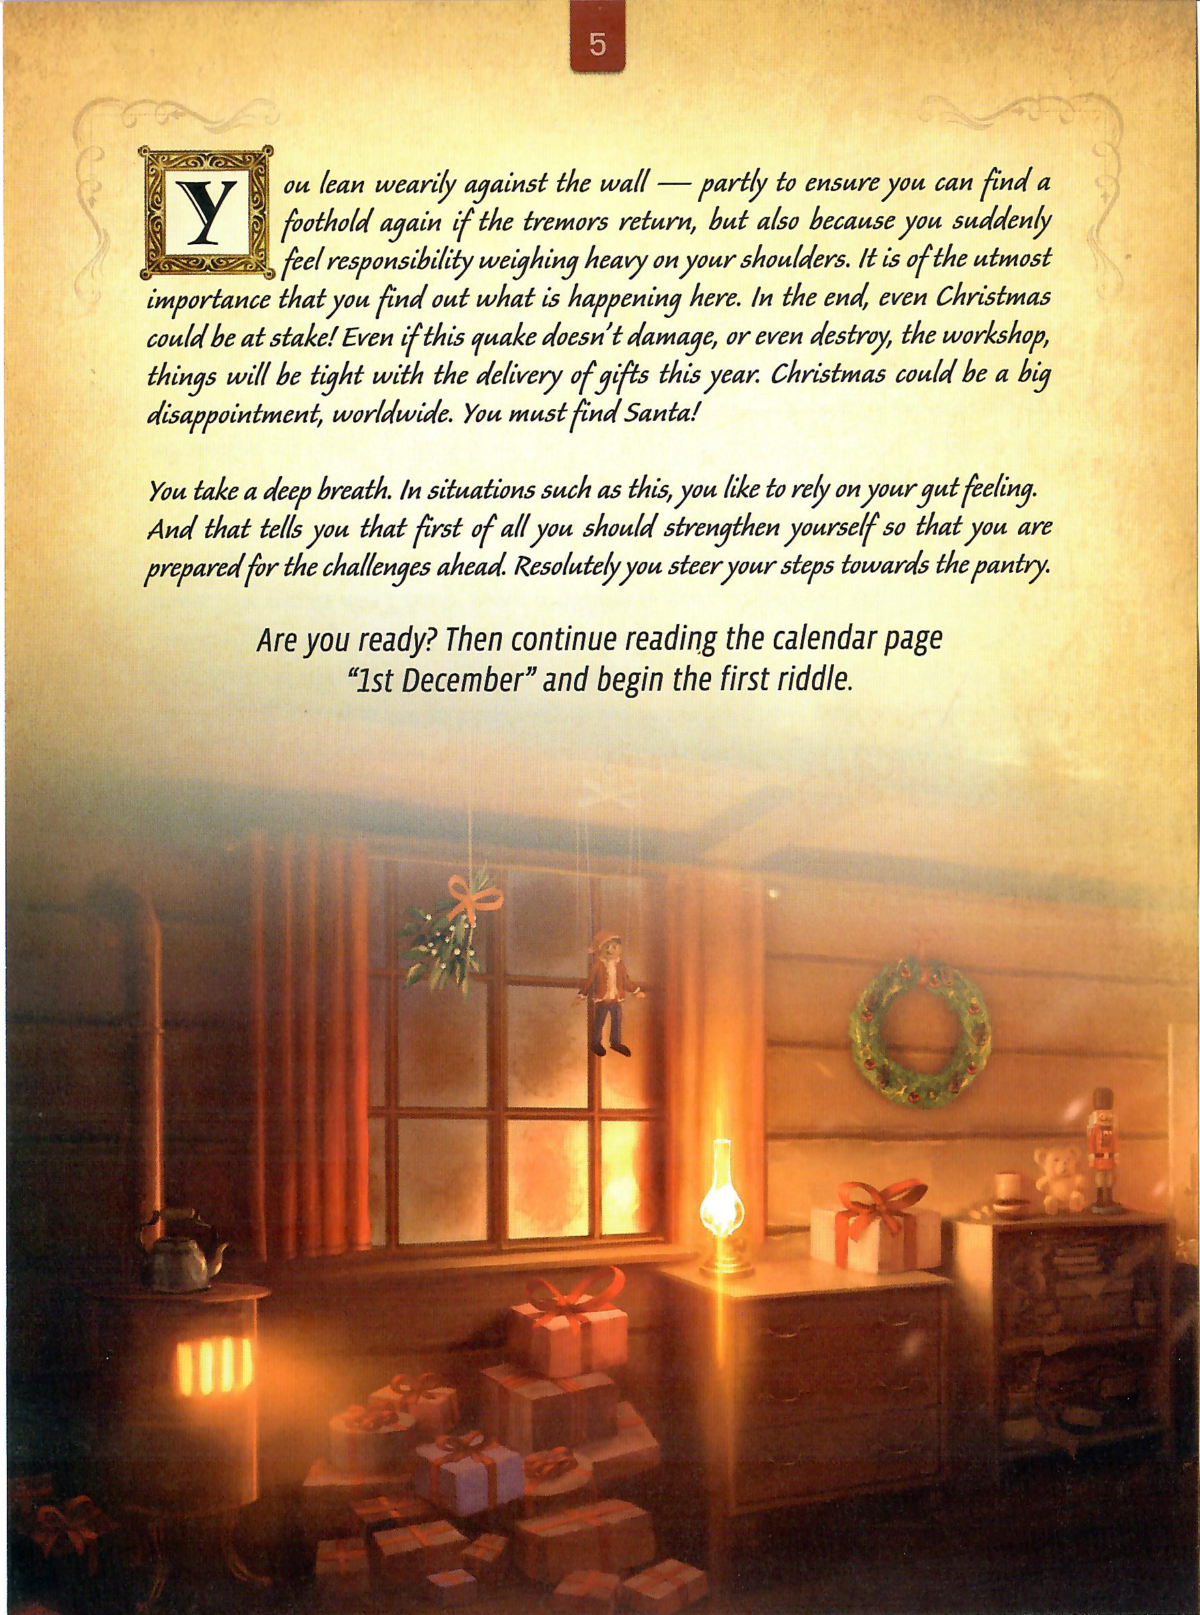 5
You lean wearily against the wall — partly to ensure you can find a
foothold again if the tremors return, but also because you suddenly
feel responsibility weighing heavy on your shoulders. It is of the utmost
importance that you find out what is happening here. In the end, even Christmas
could be at stake! Even if this quake doesn't damage, or even destroy, the workshop,
things will be tight with the delivery of gifts this year. Christmas could be a big
disappointment, worldwide. You must find Santa!
You take a deep breath. In situations such as this, you like to rely on your gut feeling.
And that tells you that first of all you should strengthen yourself so that you are
prepared for the challenges ahead. Resolutely you steer your steps towards the pantry.
Are you ready? Then continue reading the calendar page
“1st December” and begin the first riddle.